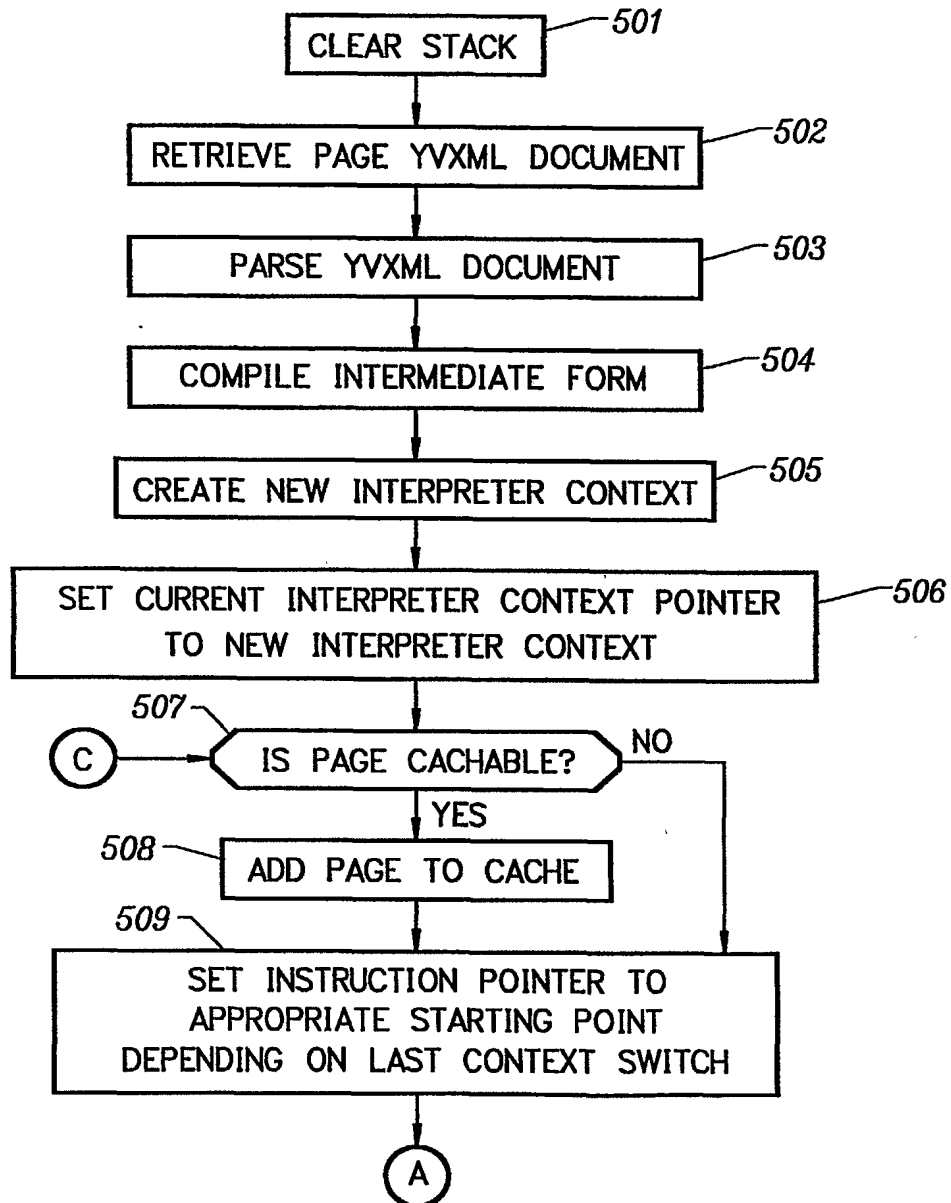 501
CLEAR STACK
502
RETRIEVE PAGE YVXML DOCUMENT
503
PARSE YVXML DOCUMENT
504
COMPILE INTERMEDIATE FORM
505
CREATE NEW INTERPRETER CONTEXT
506
SET CURRENT INTERPRETER CONTEXT POINTER
TO NEW INTERPRETER CONTEXT
507
C
IS PAGE CACHABLE?
NO
YES
508
ADD PAGE TO CACHE
509
SET INSTRUCTION POINTER TO
APPROPRIATE STARTING POINT
DEPENDING ON LAST CONTEXT SWITCH
A